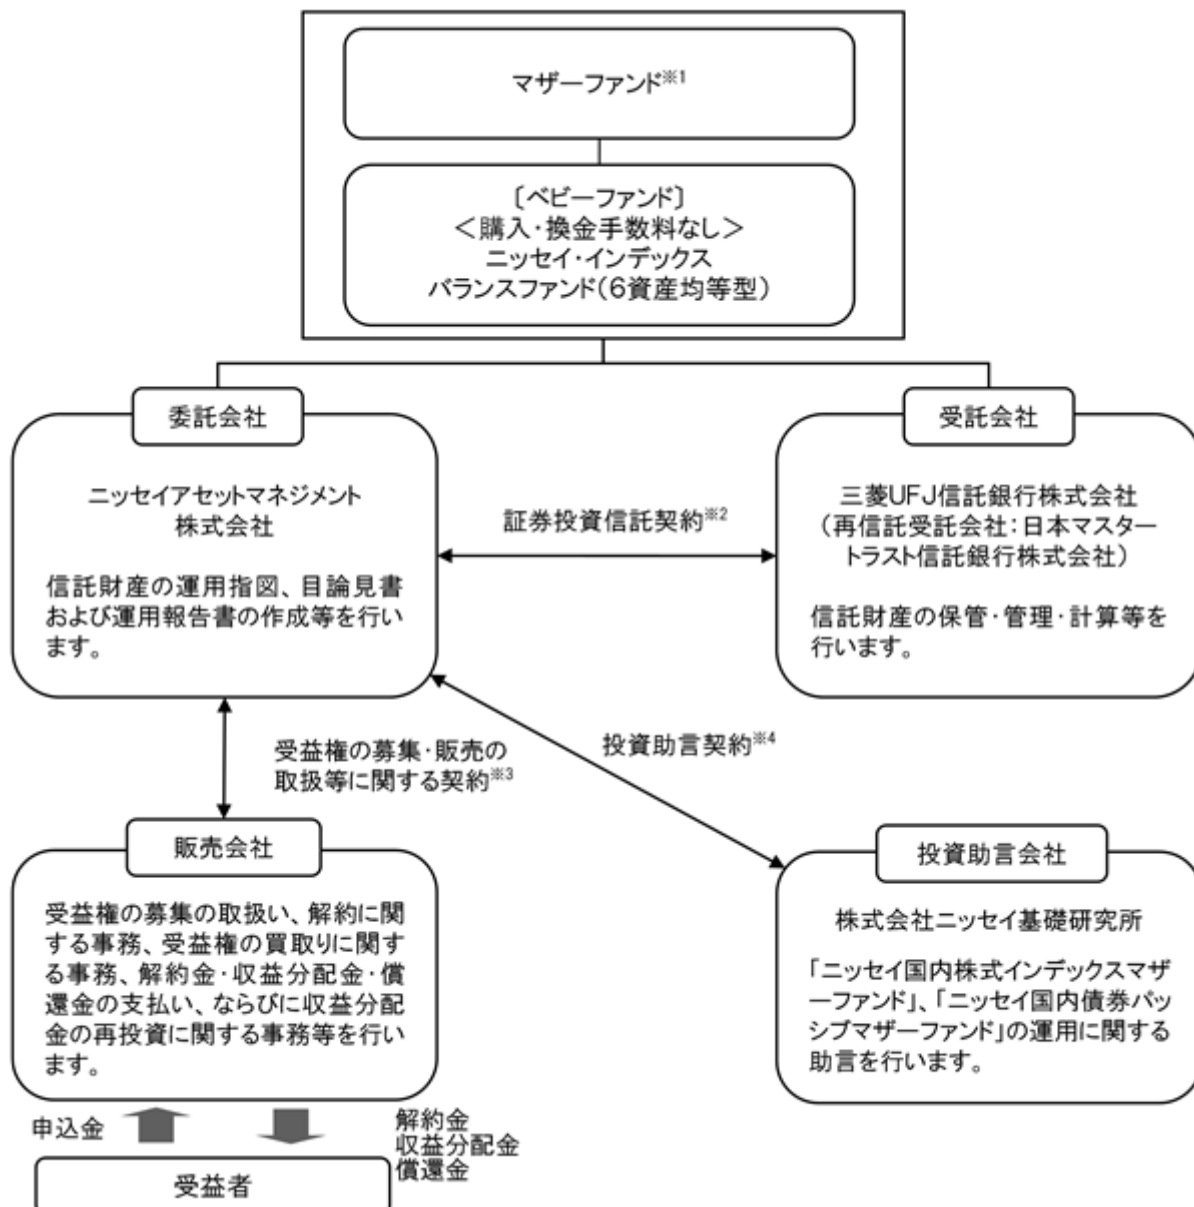 マザーファンド※1
〔ベビーファンド〕
＜購入・換金手数料なし＞
ニッセイ・インデックス
バランスファンド(6資産均等型)
委託会社
ニッセイアセットマネジメント
株式会社
信託財産の運用指図、目論見書
および運用報告書の作成等を行い
ます。
証券投資信託契約※2
受託会社
三菱UFJ信託銀行株式会社
(再信託受託会社:日本マスター
トラスト信託銀行株式会社)
信託財産の保管・管理・計算等を
行います。
受益権の募集・販売の
取扱等に関する契約※3
投資助言契約※4
販売会社
受益権の募集の取扱い、解約に関
する事務、受益権の買取りに関す
る事務、解約金・収益分配金・償
還金の支払い、ならびに収益分配
金の再投資に関する事務等を行い
ます。
投資助言会社
株式会社ニッセイ基礎研究所
「ニッセイ国内株式インデックスマザ
ーファンド」、「ニッセイ国内債券パッ
シブマザーファンド」の運用に関する
助言を行います。
申込金
解約金
収益分配金
償還金
受益者